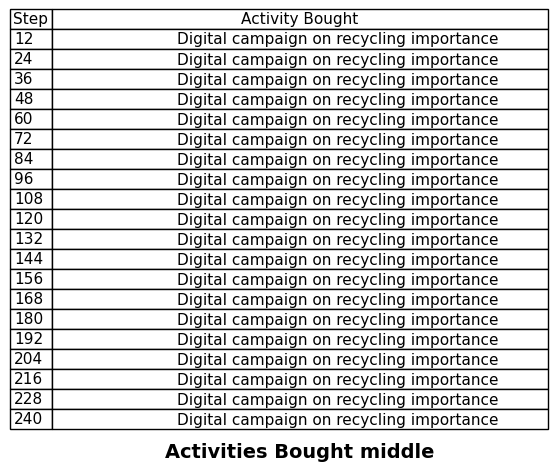 Step Activity Bought
12 Digital campaign on recycling importance
24 Digital campaign on recycling importance
36 Digital campaign on recycling importance
48 Digital campaign on recycling importance
60 Digital campaign on recycling importance
72 Digital campaign on recycling importance
84 Digital campaign on recycling importance
96 Digital campaign on recycling importance
108 Digital campaign on recycling importance
120 Digital campaign on recycling importance
132 Digital campaign on recycling importance
144 Digital campaign on recycling importance
156 Digital campaign on recycling importance
168 Digital campaign on recycling importance
180 Digital campaign on recycling importance
192 Digital campaign on recycling importance
204 Digital campaign on recycling importance
216 Digital campaign on recycling importance
228 Digital campaign on recycling importance
240 Digital campaign on recycling importance
Activities Bought middle